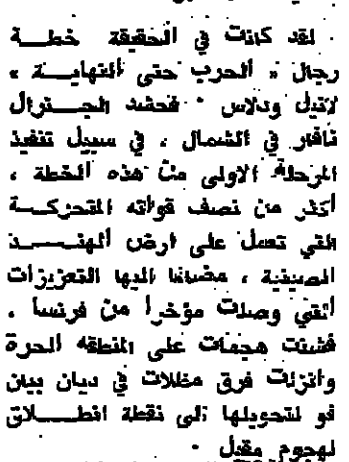 . لقد كانت في الحقيقة خطة
رجال « الحرب حتى النهاية »
لانيل ودلاس . فحشد الجنرال
نافار في الشمال ، في سبيل تنفيذ
المرحلة الاولى من هذه الخطة ،
أكثر من نصف قواته المتحركة
التي تعمل على ارض الهند
الصينية ، مضافا اليها التعزيزات
التي وصلت مؤخرا من فرنسا .
فشنت هجمات على المنطقة الحرة
وانزلت فرق مظلات في ديان بيان
فو لتحويلها الى نقطة انطلاق
لهجوم مقبل .